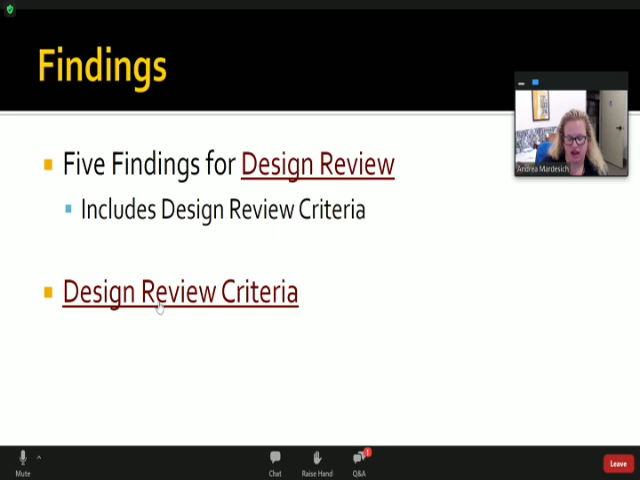 Findings
Five Findings for Design Review
Includes Design Review Criteria
Design Review Criteria
Andrea Mardesich
Mute
Chat
Raise Hand
Q&A
1
Leave